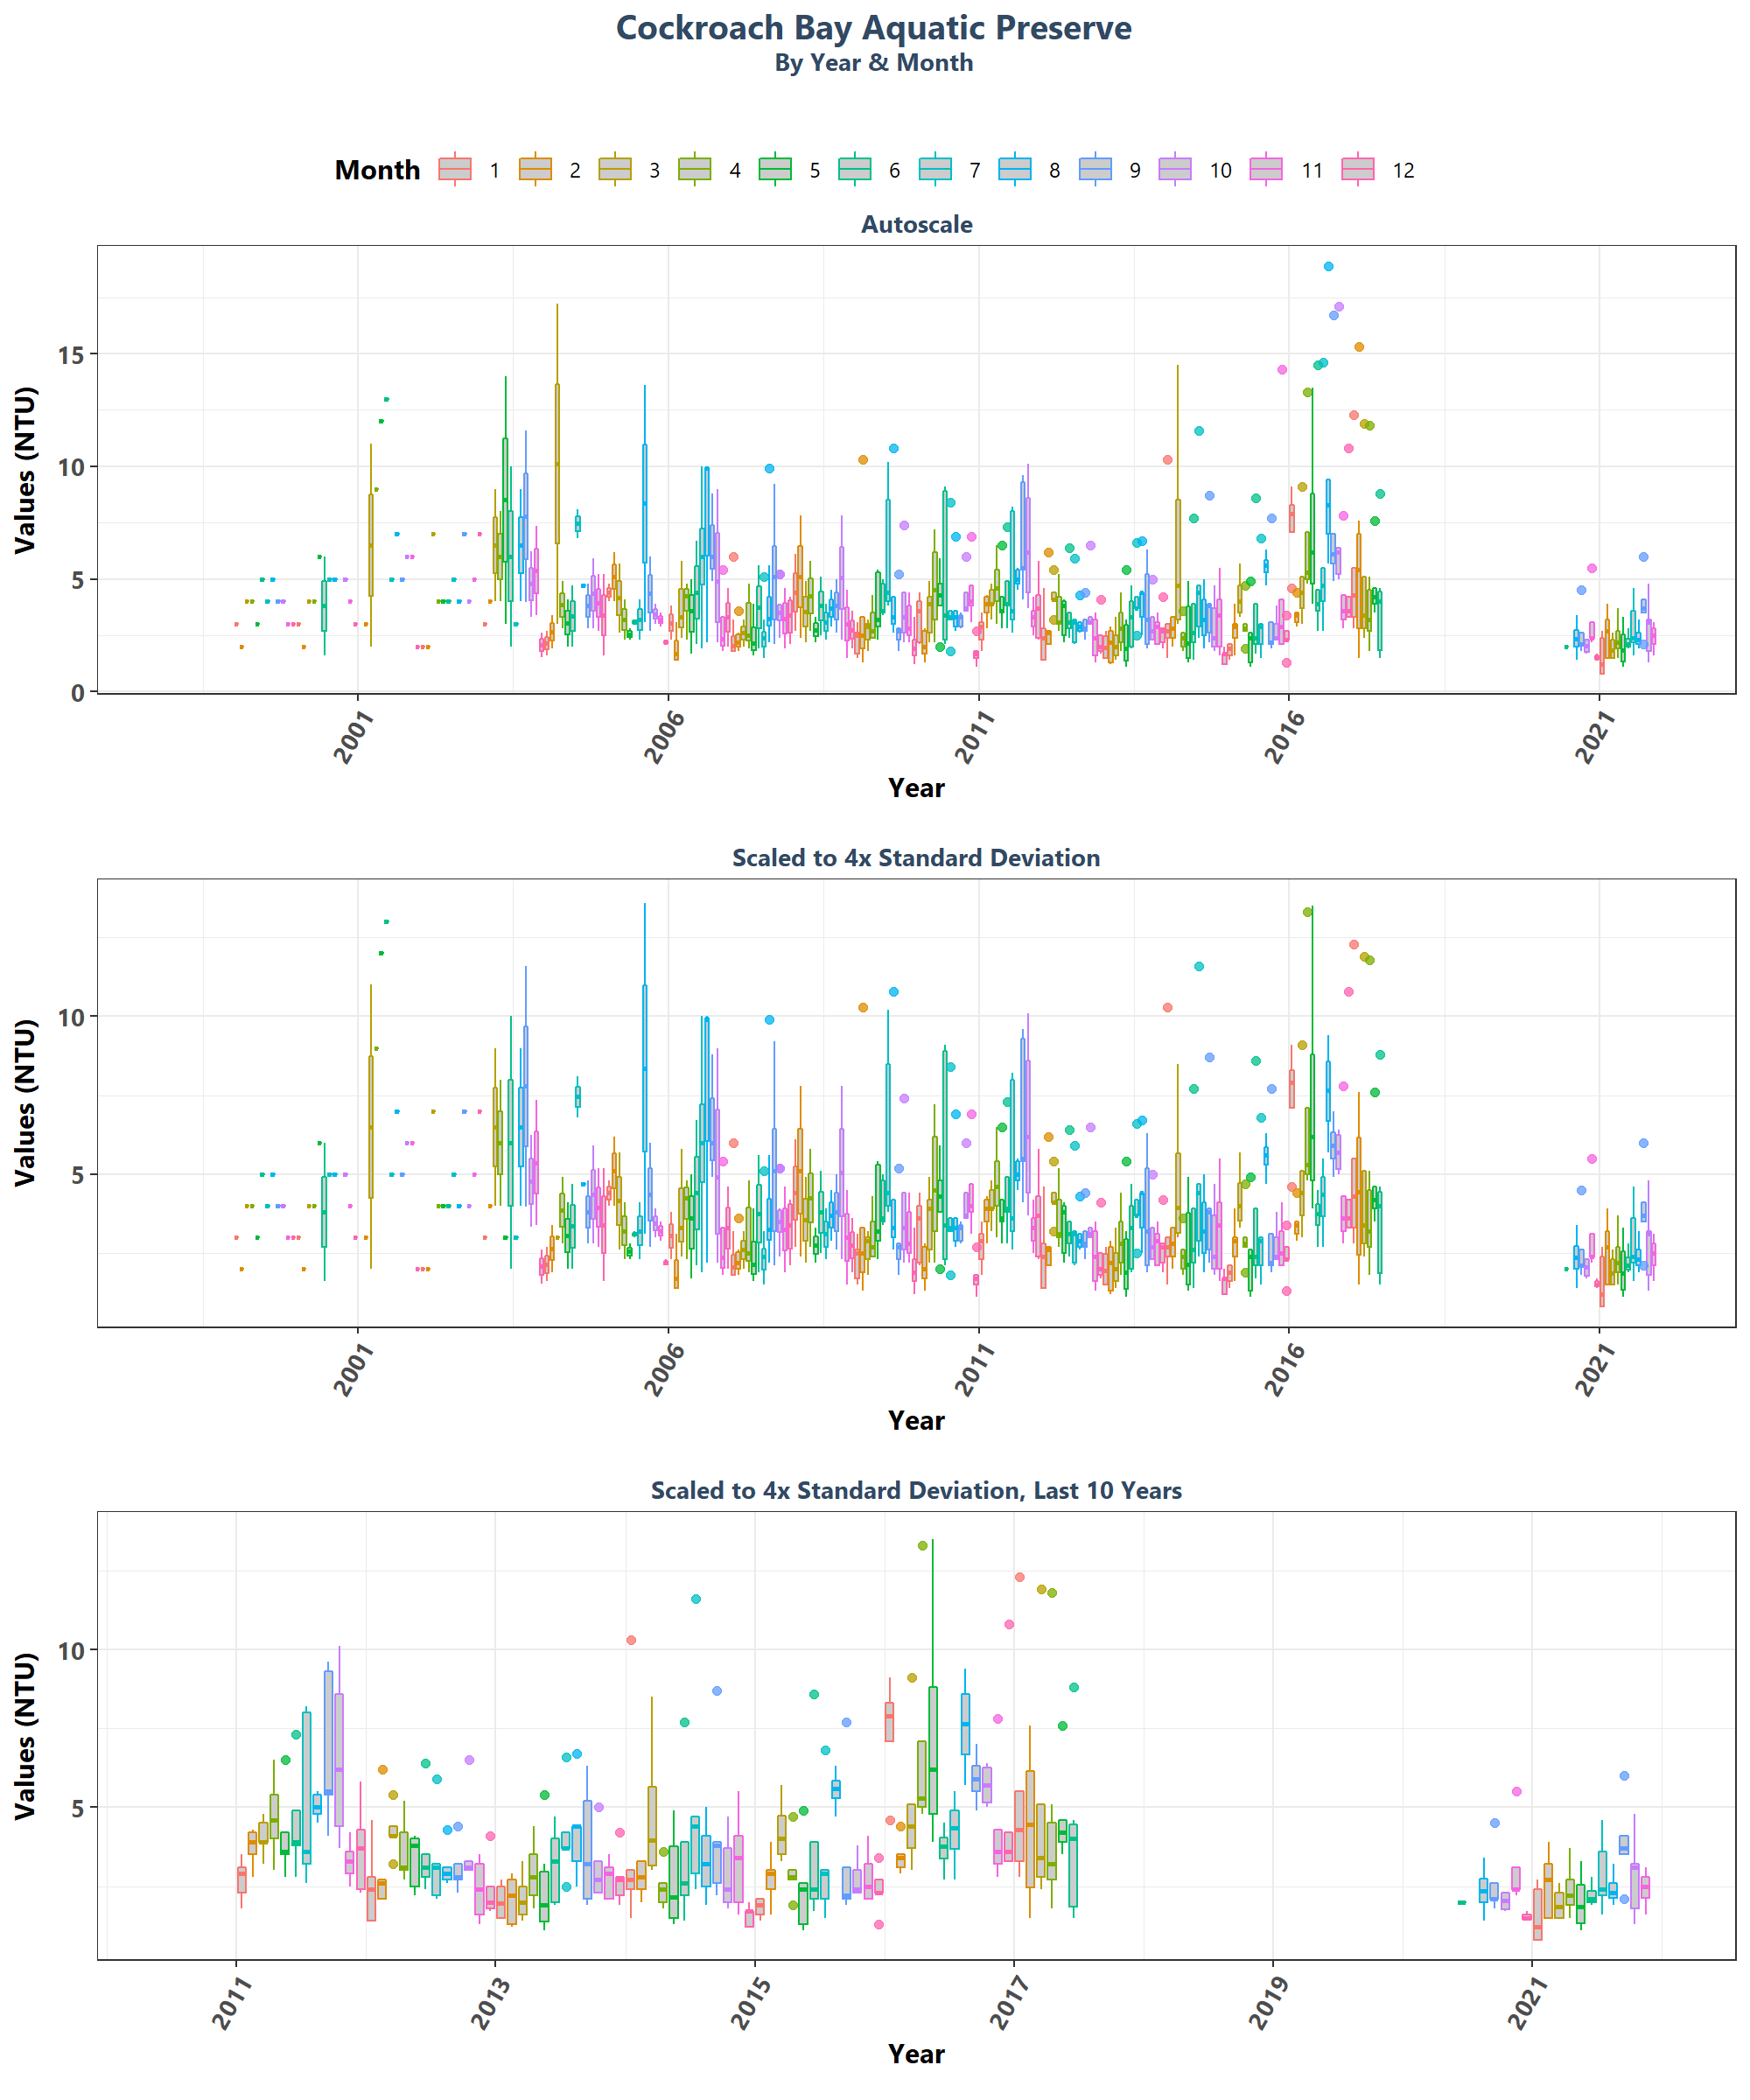 Cockroach Bay Aquatic Preserve
By Year & Month
Month 1 2 3 4 5 6 7 8 9 10 11 12
Autoscale
Values (NTU)
15
10
5
0
2001 2006 2011 2016 2021
Year
Scaled to 4x Standard Deviation
Values (NTU)
10
5
2001 2006 2011 2016 2021
Year
Scaled to 4x Standard Deviation, Last 10 Years
Values (NTU)
10
5
2011 2013 2015 2017 2019 2021
Year